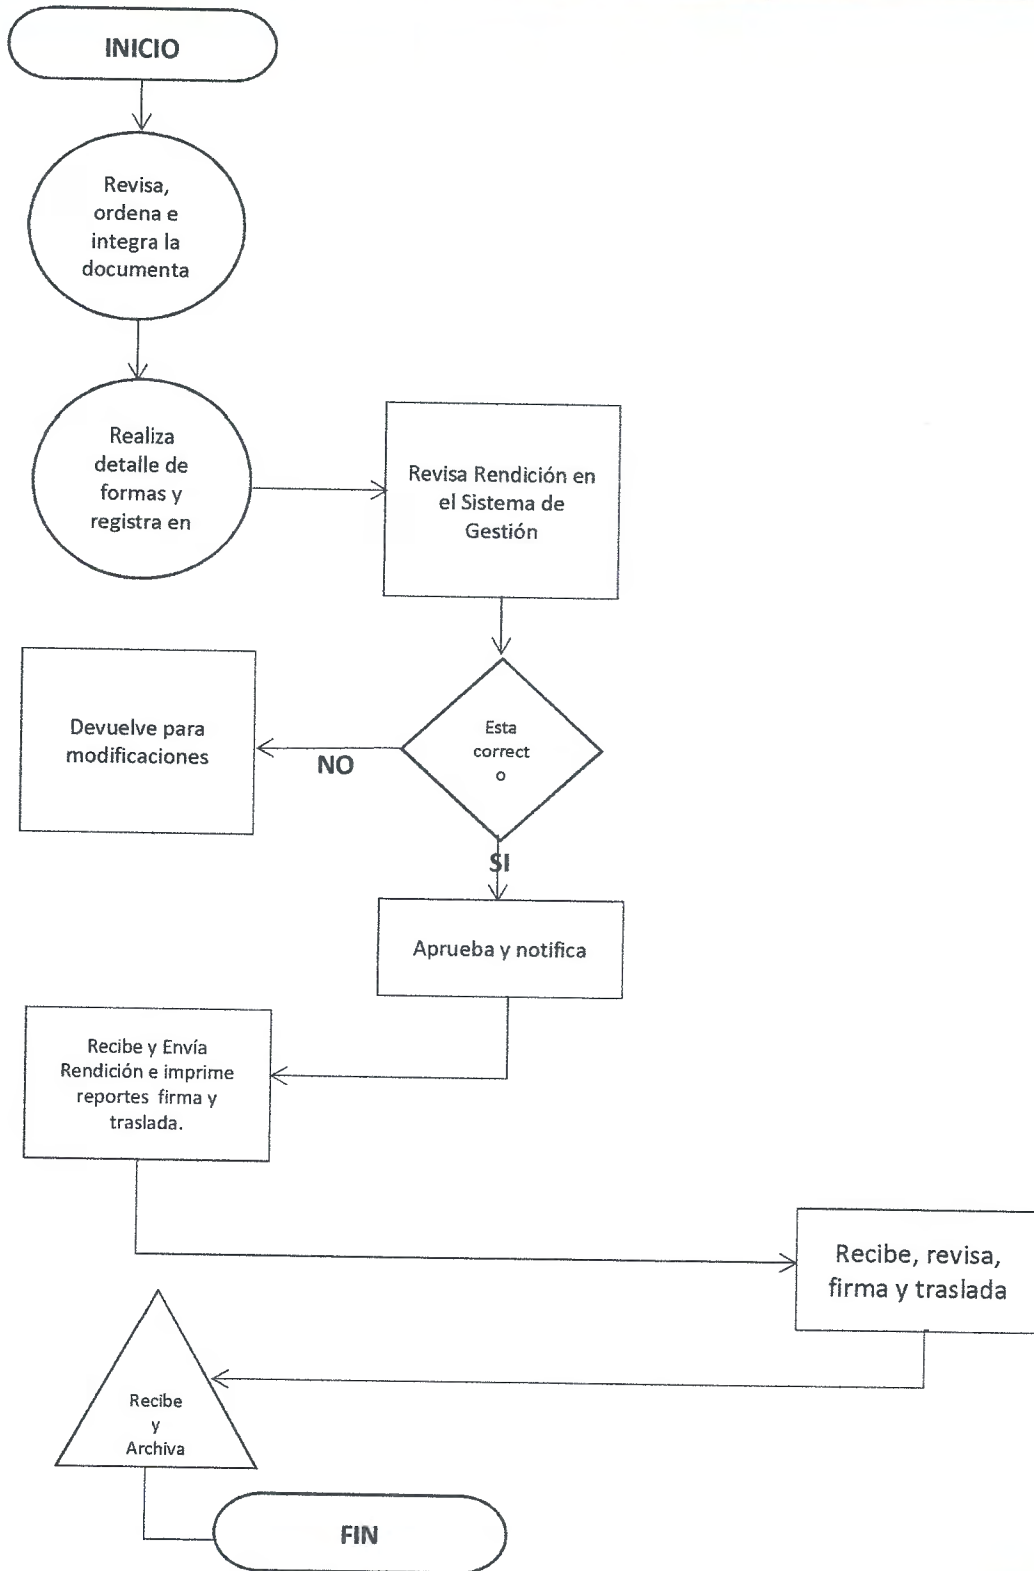 INICIO
Revisa,
ordena e
integra la
documenta
Realiza
detalle de
formas y
registra en
Revisa Rendición en
el Sistema de
Gestión
Devuelve para
modificaciones
NO
Esta
correct
o
SI
Aprueba y notifica
Recibe y Envía
Rendición e imprime
reportes firma y
traslada.
Recibe, revisa,
firma y traslada
Recibe
y
Archiva
FIN